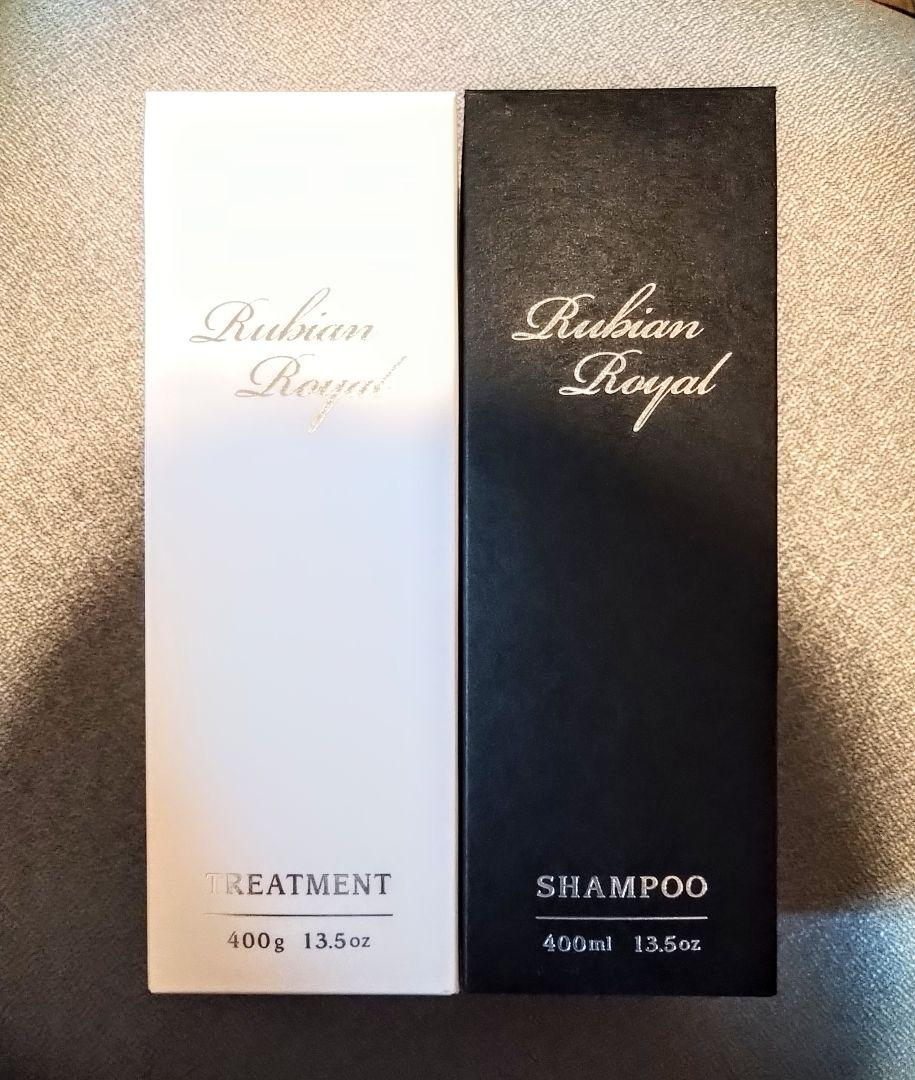 Rubian
Royal
TREATMENT
400g 13.5oz
Rubian
Royal
SHAMPOO
400ml 13.5oz